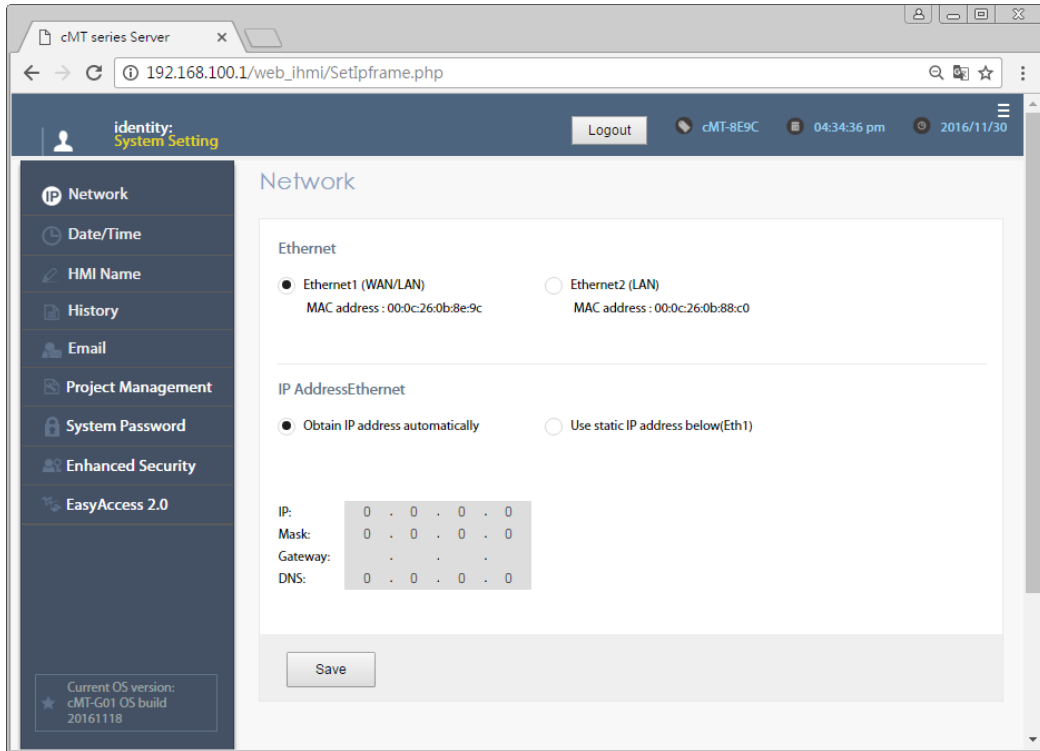 cMT series Server
192.168.100.1/web_ihmi/SetIpframe.php
identity:
System Setting
Logout
cMT-8E9C
04:34:36 pm
2016/11/30
IP Network
Date/Time
HMI Name
History
Email
Project Management
System Password
Enhanced Security
EasyAccess 2.0
Current OS version:
cMT-G01 OS build
20161118
Network
Ethernet
Ethernet1 (WAN/LAN) Ethernet2 (LAN)
MAC address : 00:0c:26:0b:8e:9c MAC address : 00:0c:26:0b:88:c0
IP AddressEthernet
Obtain IP address automatically Use static IP address below(Eth1)
IP: 0 . 0 . 0 . 0
Mask: 0 . 0 . 0 . 0
Gateway: . . .
DNS: 0 . 0 . 0 . 0
Save